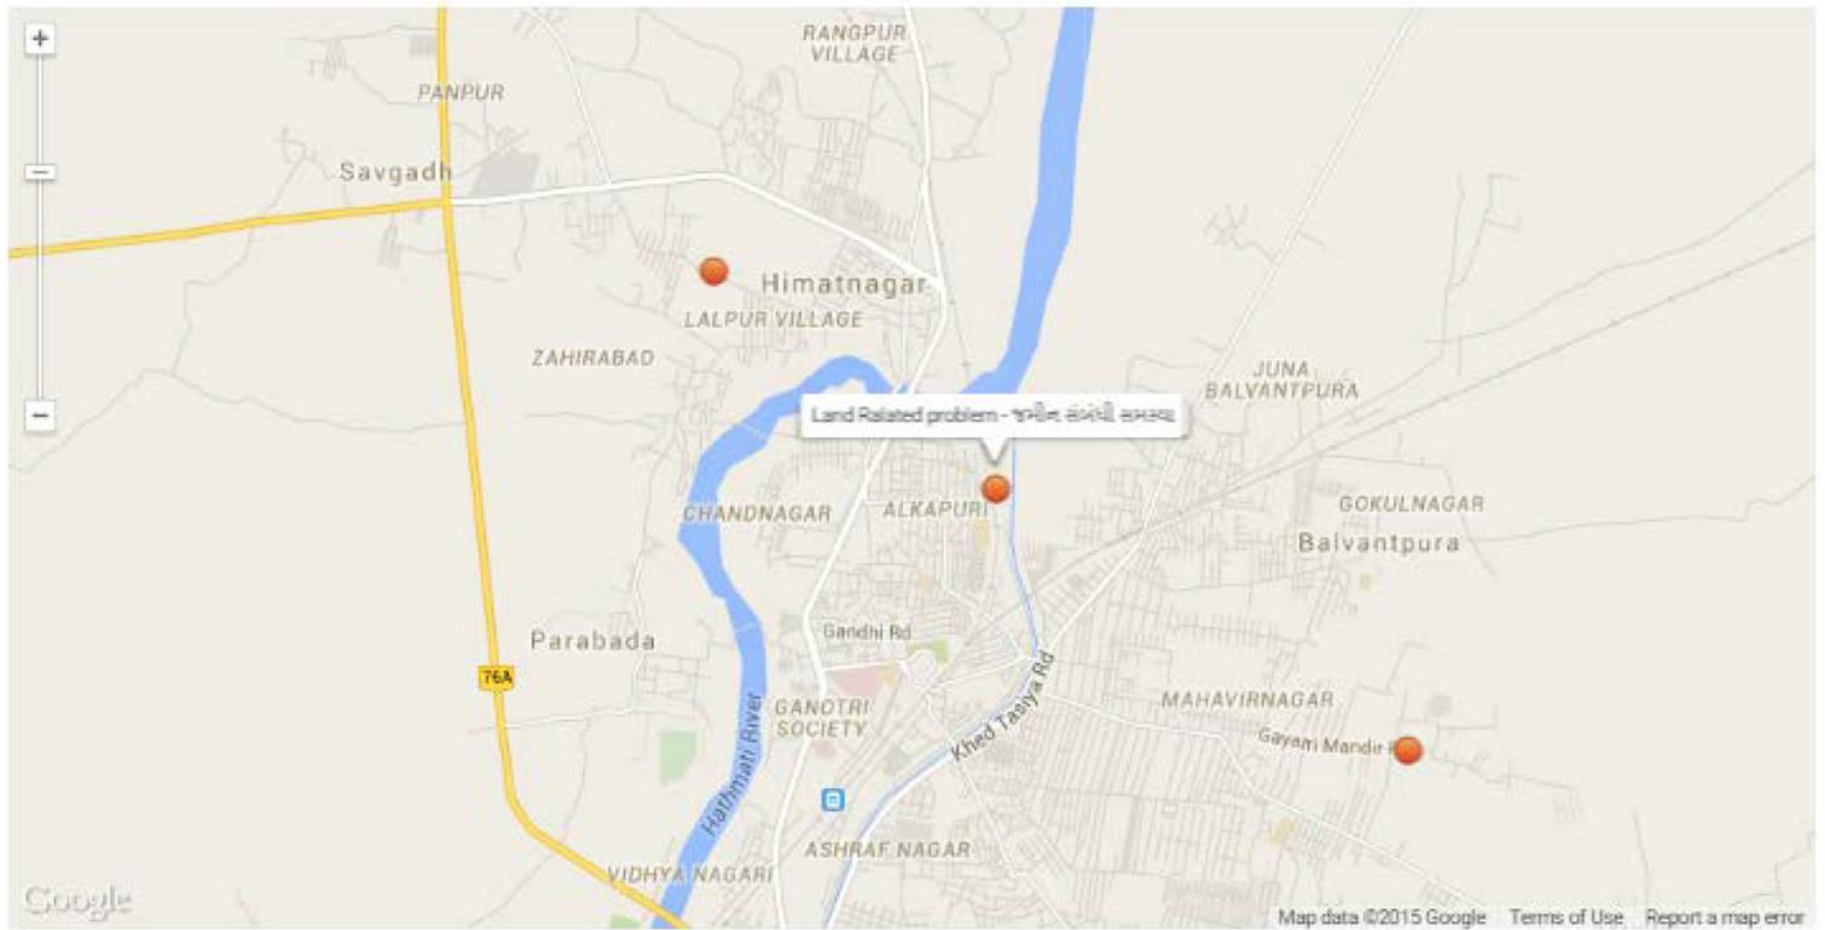 +
RANGPUR
VILLAGE
PANPUR
Savgadh
Himatnagar
LALPUR VILLAGE
ZAHIRABAD
JUNA
BALVANTPURA
−
Land Ralated problem - જમીન સંબંધી સમસ્યા
CHANDNAGAR
ALKAPURI
GOKULNAGAR
Balvantpura
Gandhi Rd
Parabada
76A
Khed Tasiya Rd
MAHAVIRNAGAR
GANOTRI
SOCIETY
Gayatri Mandir
Hathmati River
ASHRAF NAGAR
VIDHYA NAGARI
Google
Map data ©2015 Google Terms of Use Report a map error